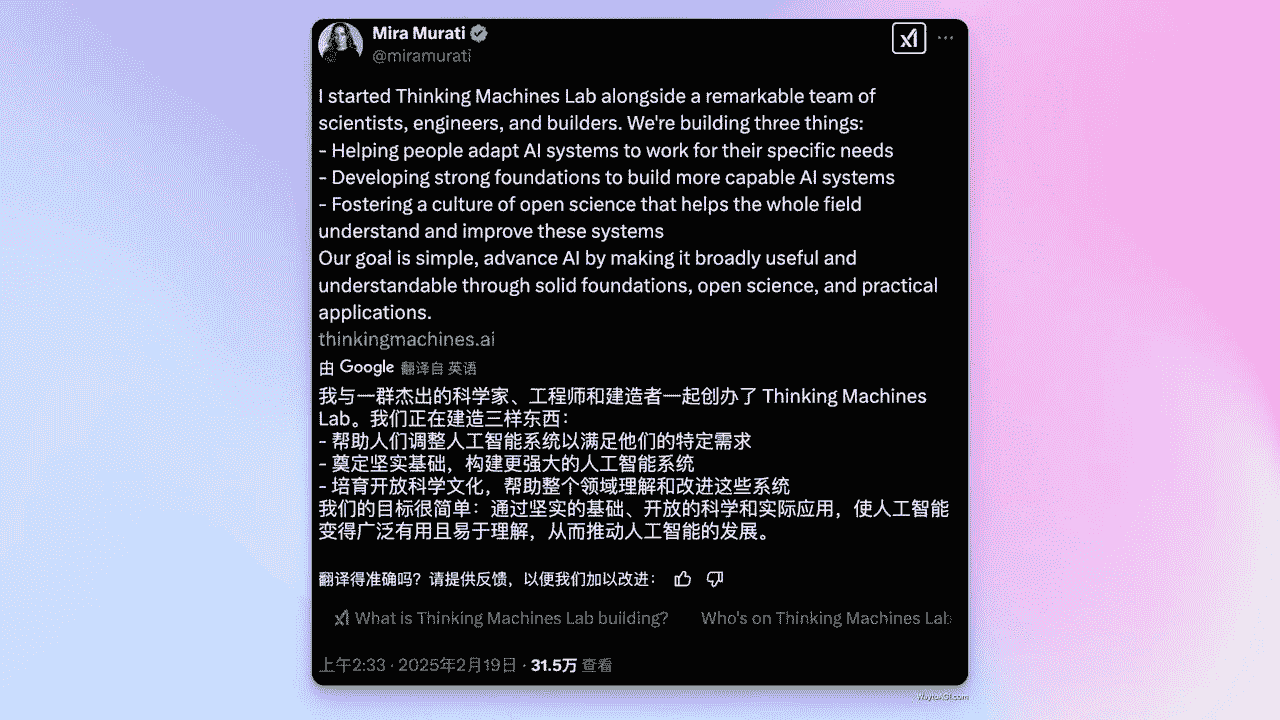 Mira Murati
@miramurati
I started Thinking Machines Lab alongside a remarkable team of
scientists, engineers, and builders. We're building three things:
- Helping people adapt AI systems to work for their specific needs
- Developing strong foundations to build more capable AI systems
- Fostering a culture of open science that helps the whole field
understand and improve these systems
Our goal is simple, advance AI by making it broadly useful and
understandable through solid foundations, open science, and practical
applications.
thinkingmachines.ai
由 Google 翻译自 英语
我与一群杰出的科学家、工程师和建造者一起创办了 Thinking Machines
Lab。我们正在建造三样东西：
- 帮助人们调整人工智能系统以满足他们的特定需求
- 奠定坚实基础，构建更强大的人工智能系统
- 培育开放科学文化，帮助整个领域理解和改进这些系统
我们的目标很简单：通过坚实的基础、开放的科学和实际应用，使人工智能
变得广泛有用且易于理解，从而推动人工智能的发展。
翻译得准确吗？请提供反馈，以便我们加以改进：
What is Thinking Machines Lab building? Who's on Thinking Machines Lab
上午2:33 · 2025年2月19日 · 31.5万 查看
WaytoAGI.com